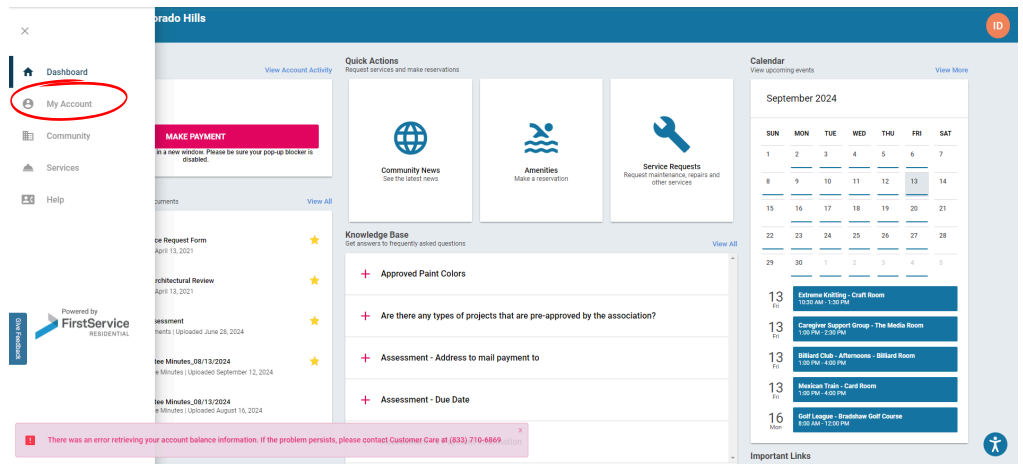 orado Hills
ID
Dashboard
My Account
Community
Services
Help
Powered by
FirstService
RESIDENTIAL
Give Feedback
View Account Activity
MAKE PAYMENT
in a new window. Please be sure your pop-up blocker is
disabled.
cuments
View All
ce Request Form
April 13, 2021
rchitectural Review
April 13, 2021
sessment
ments | Uploaded June 28, 2024
tee Minutes_08/13/2024
e Minutes | Uploaded September 12, 2024
tee Minutes_08/13/2024
e Minutes | Uploaded August 16, 2024
Quick Actions
Request services and make reservations
Community News
See the latest news
Amenities
Make a reservation
Service Requests
Request maintenance, repairs and
other services
Knowledge Base
Get answers to frequently asked questions
View All
Approved Paint Colors
Are there any types of projects that are pre-approved by the association?
Assessment - Address to mail payment to
Assessment - Due Date
Calendar
View upcoming events
View More
September 2024
SUN MON TUE WED THU FRI SAT
1 2 3 4 5 6 7
8 9 10 11 12 13 14
15 16 17 18 19 20 21
22 23 24 25 26 27 28
29 30 1 2 3 4 5
13
Fri
Extreme Knitting - Craft Room
10:30 AM - 1:30 PM
13
Fri
Caregiver Support Group - The Media Room
1:00 PM - 2:30 PM
13
Fri
Billiard Club - Afternoons - Billiard Room
1:00 PM - 4:00 PM
13
Fri
Mexican Train - Card Room
1:00 PM - 4:00 PM
16
Mon
Golf League - Bradshaw Golf Course
8:00 AM - 12:00 PM
Important Links
There was an error retrieving your account balance information. If the problem persists, please contact Customer Care at (833) 710-6869
x